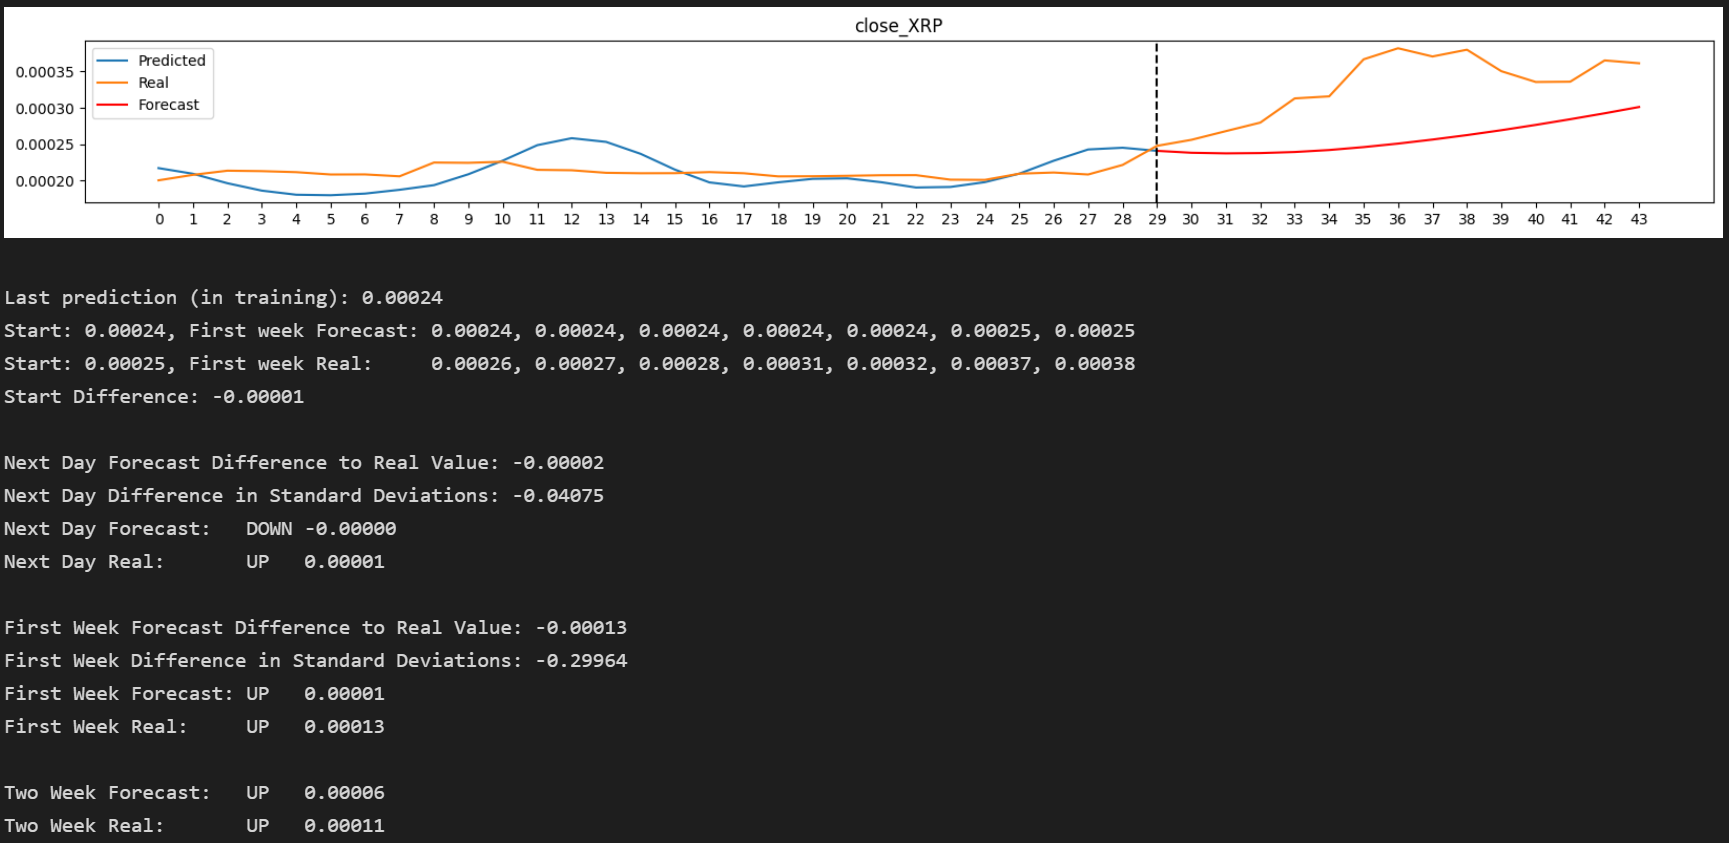 close_XRP
Predicted
Real
Forecast
0.00035
0.00030
0.00025
0.00020
0 1 2 3 4 5 6 7 8 9 10 11 12 13 14 15 16 17 18 19 20 21 22 23 24 25 26 27 28 29 30 31 32 33 34 35 36 37 38 39 40 41 42 43
Last prediction (in training): 0.00024
Start: 0.00024, First week Forecast: 0.00024, 0.00024, 0.00024, 0.00024, 0.00024, 0.00025, 0.00025
Start: 0.00025, First week Real:     0.00026, 0.00027, 0.00028, 0.00031, 0.00032, 0.00037, 0.00038
Start Difference: -0.00001
Next Day Forecast Difference to Real Value: -0.00002
Next Day Difference in Standard Deviations: -0.04075
Next Day Forecast:   DOWN -0.00000
Next Day Real:       UP   0.00001
First Week Forecast Difference to Real Value: -0.00013
First Week Difference in Standard Deviations: -0.29964
First Week Forecast: UP   0.00001
First Week Real:     UP   0.00013
Two Week Forecast:   UP   0.00006
Two Week Real:       UP   0.00011